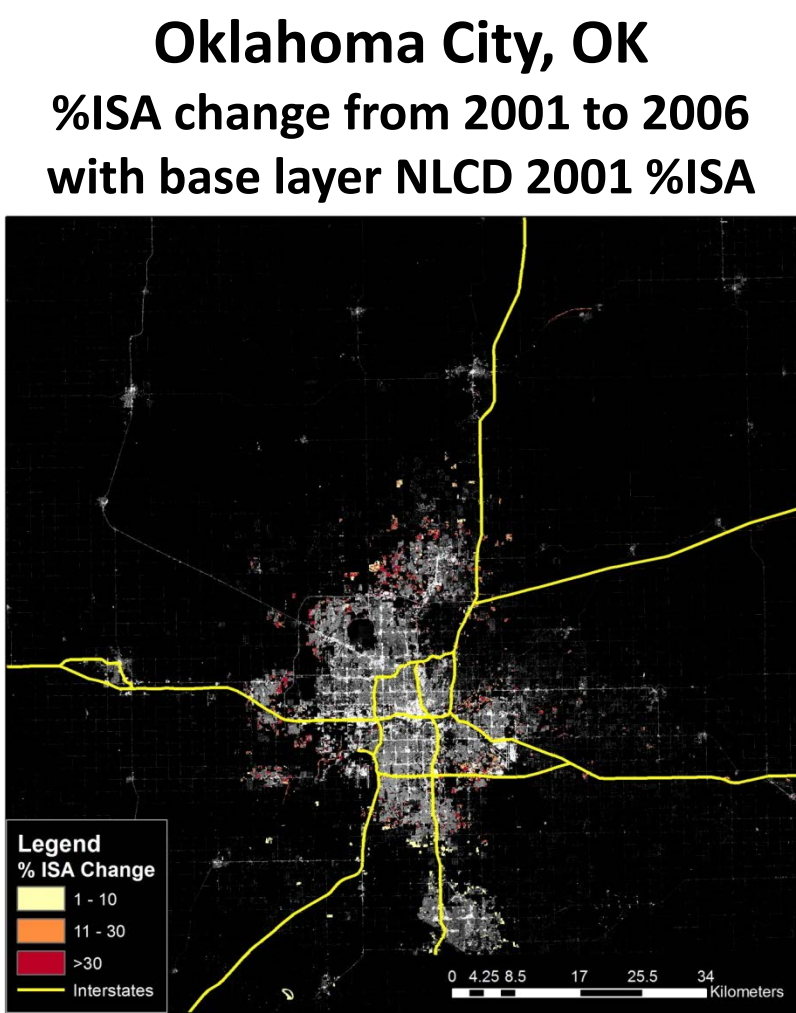 Oklahoma City, OK
%ISA change from 2001 to 2006
with base layer NLCD 2001 %ISA
Legend
% ISA Change
1 - 10
11 - 30
>30
Interstates
0 4.25 8.5 17 25.5 34
Kilometers